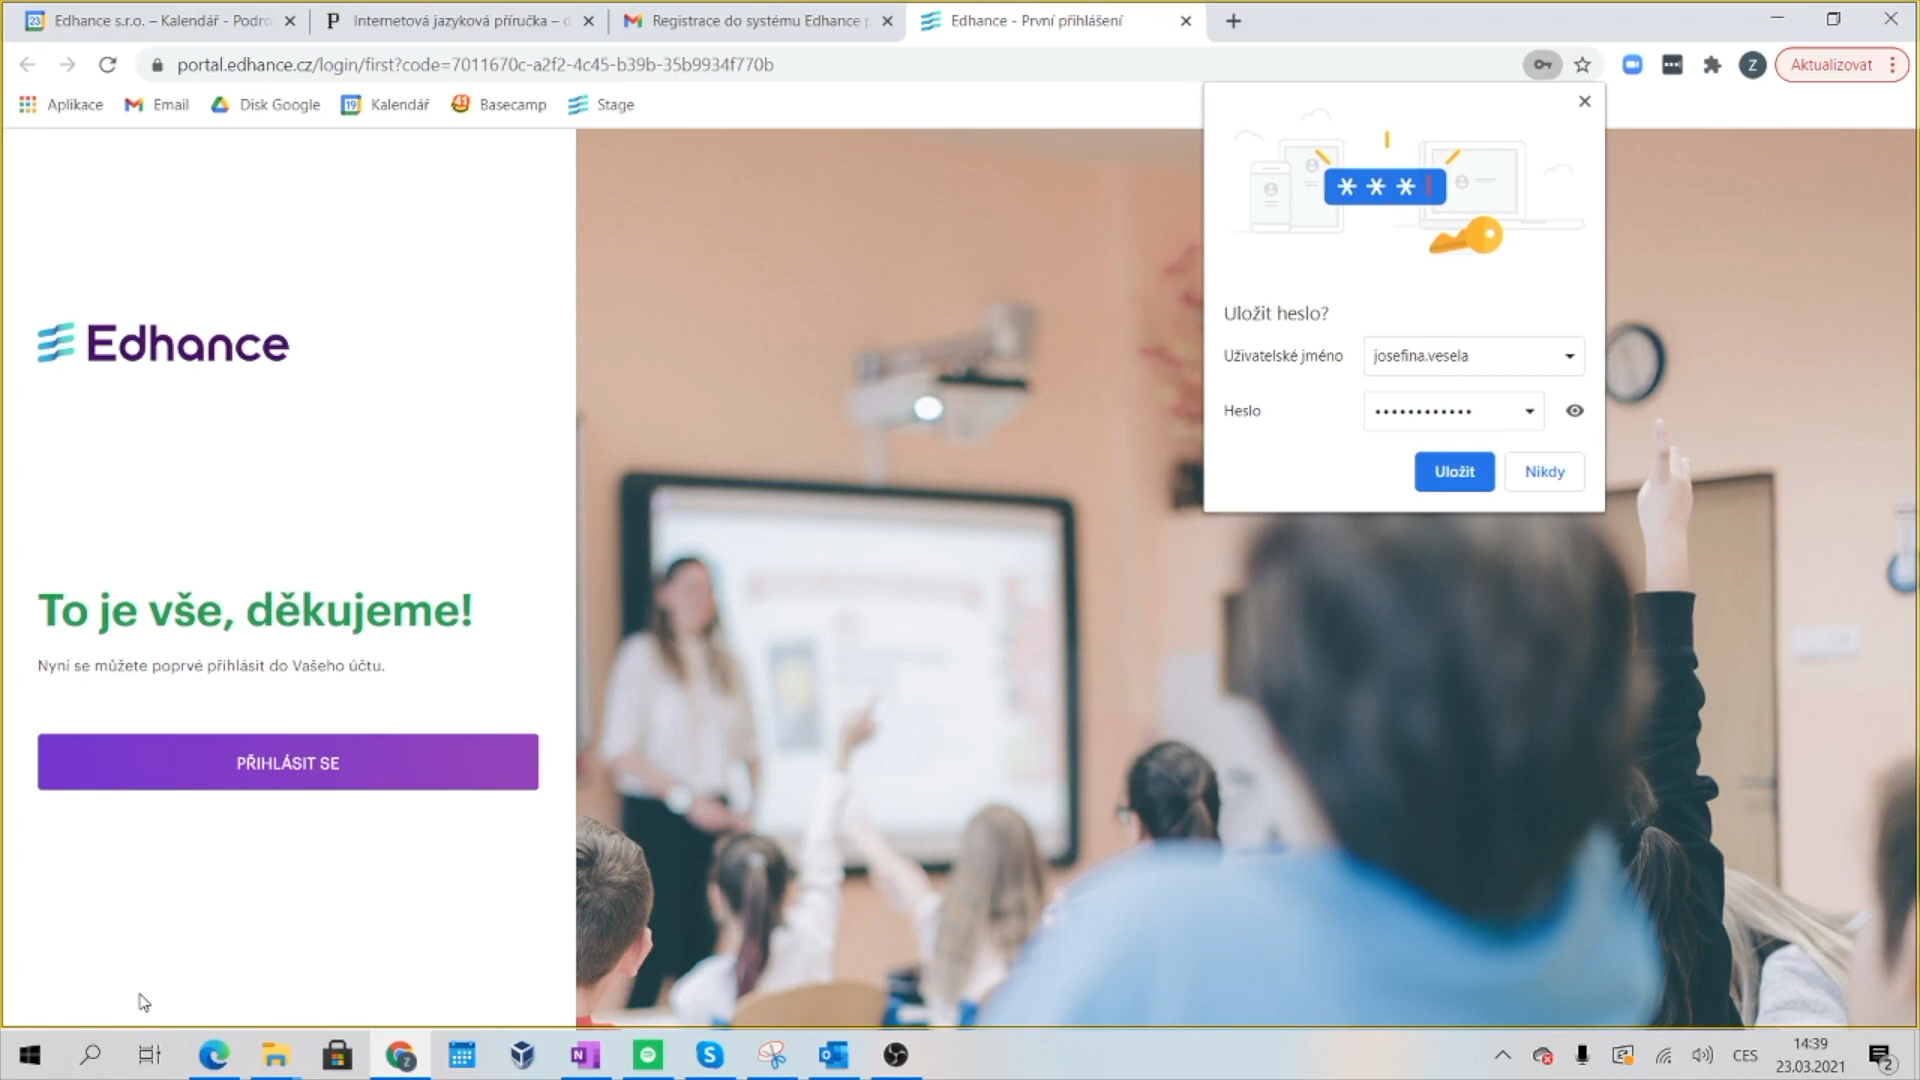 Edhance s.r.o. – Kalendář - Podro
Internetová jazyková příručka –
Registrace do systému Edhance
Edhance - První přihlášení
portal.edhance.cz/login/first?code=7011670c-a2f2-4c45-b39b-35b9934f770b
Z
Aktualizovat
Aplikace
Email
Disk Google
Kalendář
Basecamp
Stage
Uložit heslo?
Uživatelské jméno
josefina.vesela
Heslo
••••••••••••
Uložit
Nikdy
Edhance
To je vše, děkujeme!
Nyní se můžete poprvé přihlásit do Vašeho účtu.
PŘIHLÁSIT SE
CES
14:39
23.03.2021
2